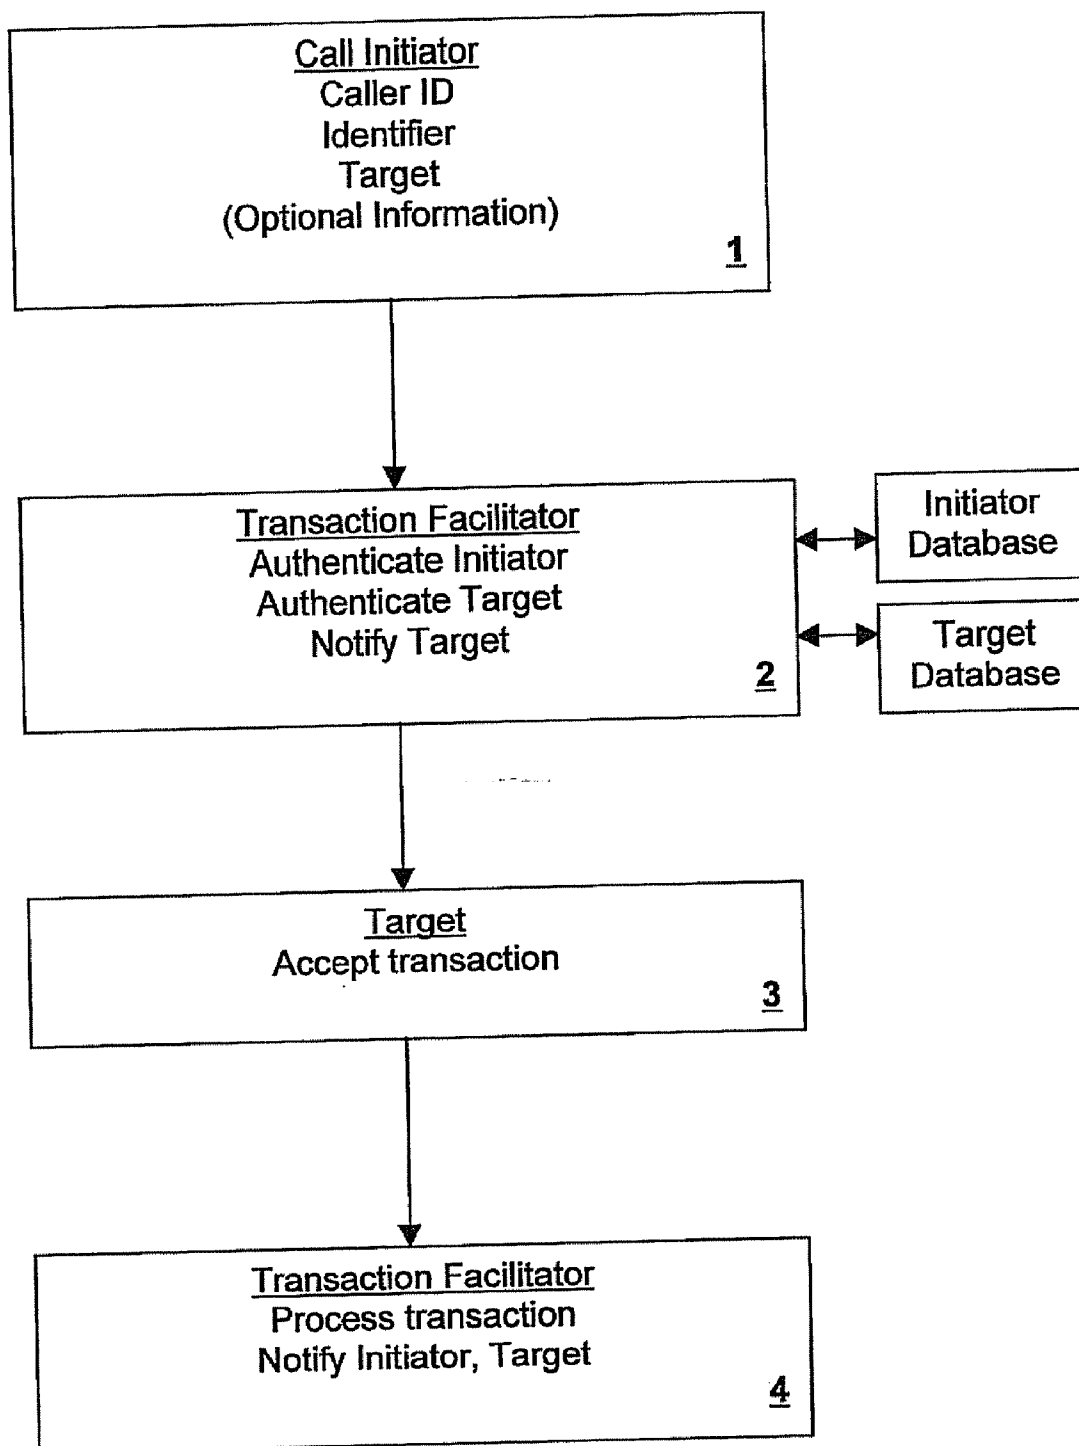 Call Initiator
Caller ID
Identifier
Target
(Optional Information)
1
Transaction Facilitator
Authenticate Initiator
Authenticate Target
Notify Target
2
Initiator
Database
Target
Database
Target
Accept transaction
3
Transaction Facilitator
Process transaction
Notify Initiator, Target
4